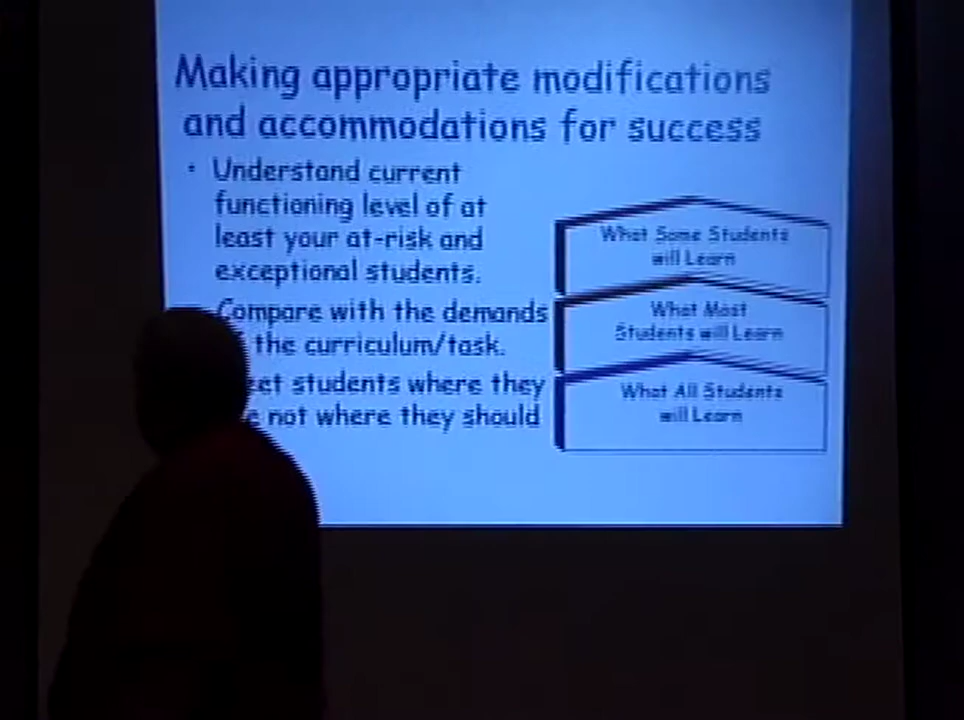 Making appropriate modifications
and accommodations for success
• Understand current
functioning level of at
least your at-risk and
exceptional students.
Compare with the demands
the curriculum/task.
students where they
not where they should
What Some Students
will Learn
What Most
Students will Learn
What All Students
will Learn